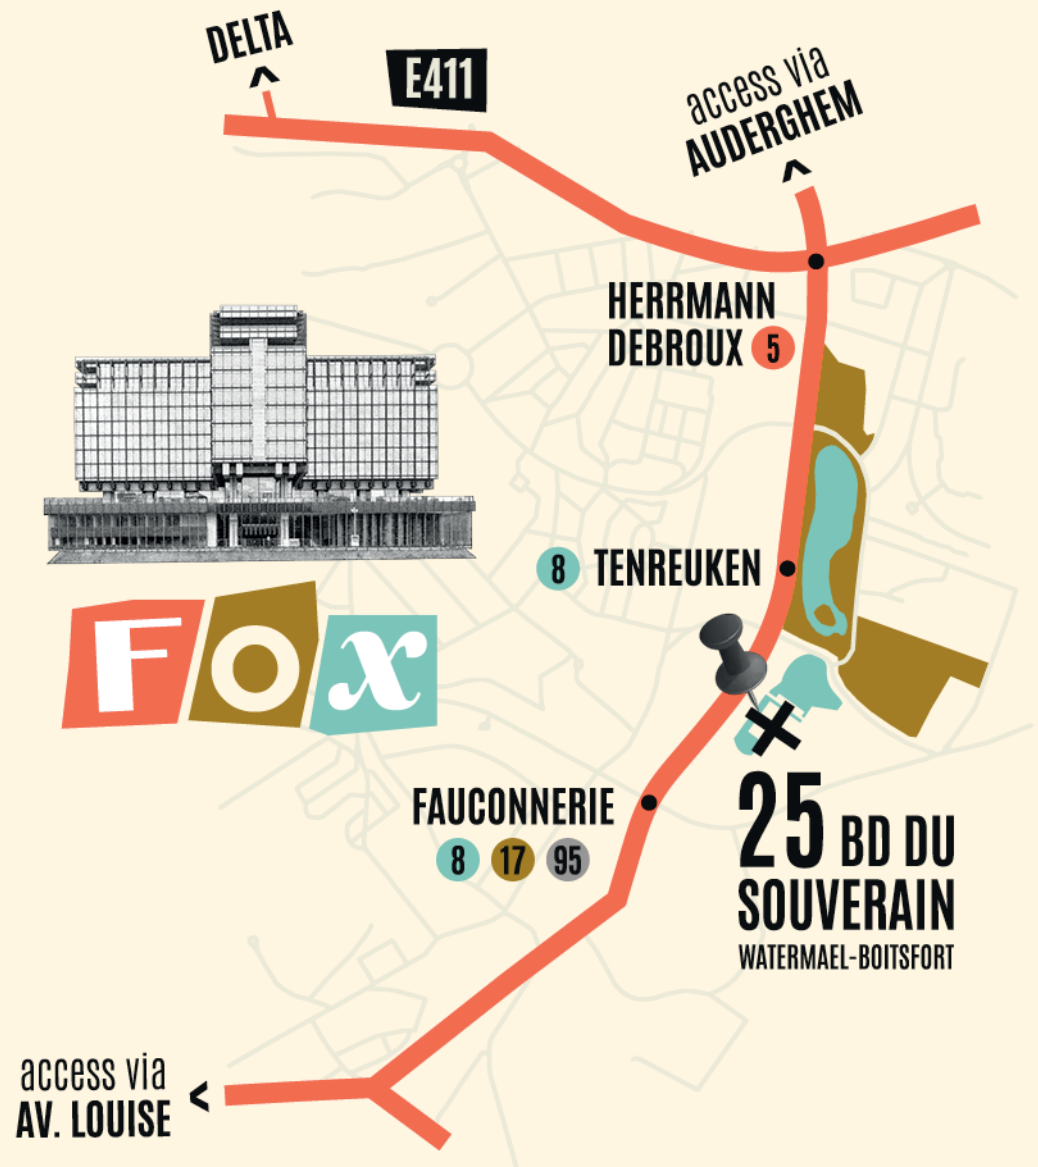 DELTA
E411
access via
AUDERGHEM
HERRMANN
DEBROUX 5
8 TENREUKEN
FOx
FAUCONNERIE
8 17 95
25 BD DU
SOUVERAIN
WATERMAEL-BOITSFORT
access via
AV. LOUISE